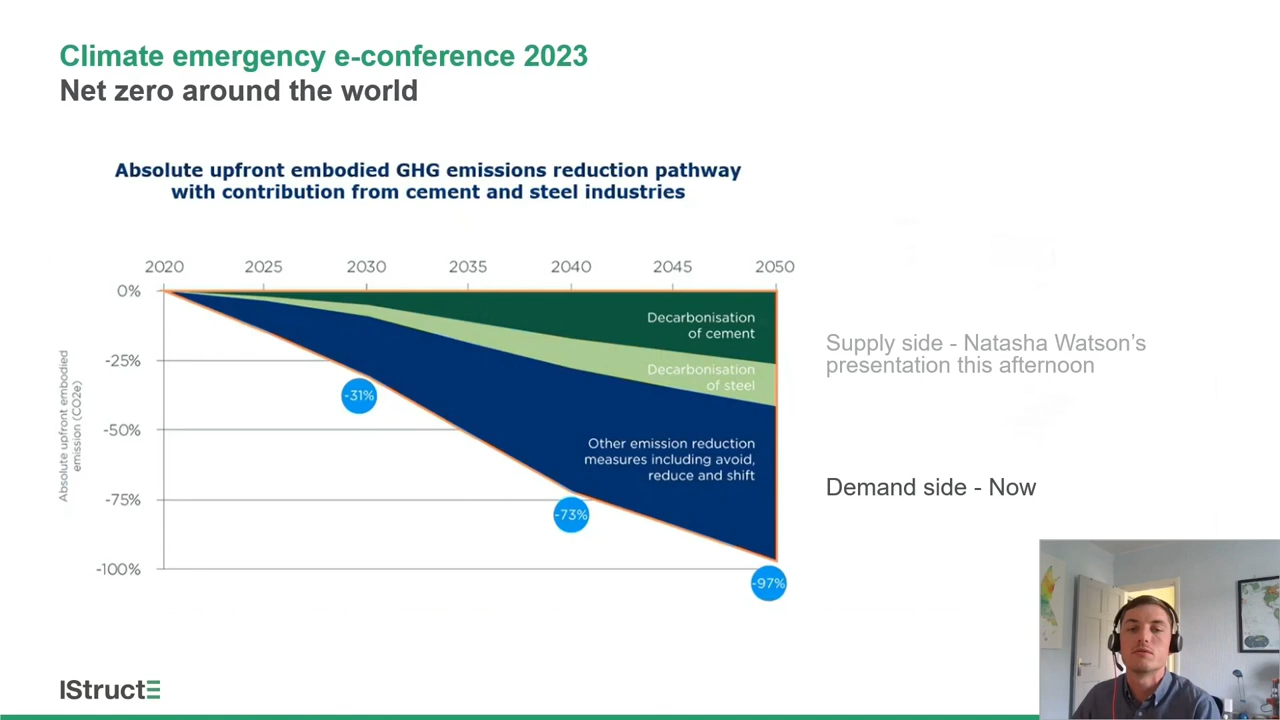 Climate emergency e-conference 2023
Net zero around the world
Absolute upfront embodied GHG emissions reduction pathway
with contribution from cement and steel industries
2020 2025 2030 2035 2040 2045 2050
0%
-25%
-50%
-75%
-100%
Absolute upfront embodied
emission (CO2e)
Decarbonisation
of cement
Decarbonisation
of steel
Other emission reduction
measures including avoid,
reduce and shift
-31%
-73%
-97%
Supply side - Natasha Watson’s
presentation this afternoon
Demand side - Now
IStructE